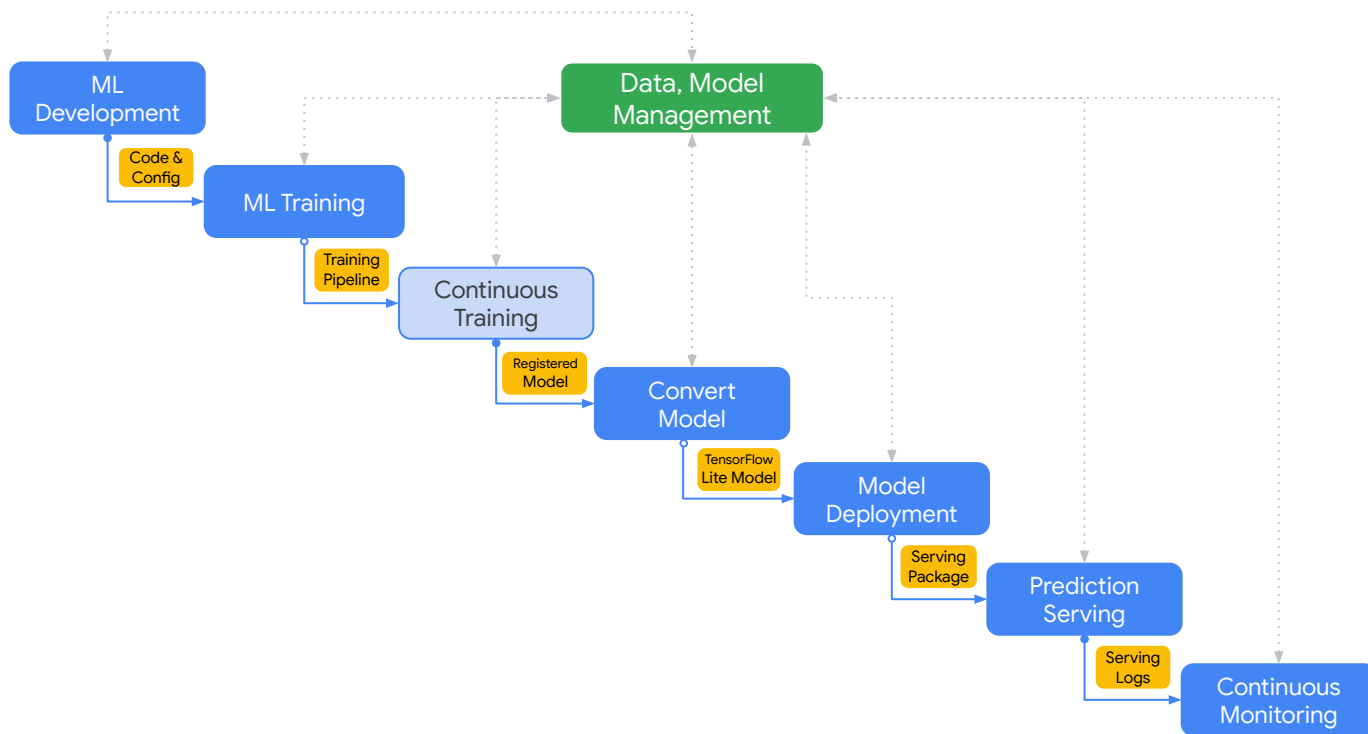 ML
Development
Data, Model
Management
Code &
Config
ML Training
Training
Pipeline
Continuous
Training
Registered
Model
Convert
Model
TensorFlow
Lite Model
Model
Deployment
Serving
Package
Prediction
Serving
Serving
Logs
Continuous
Monitoring